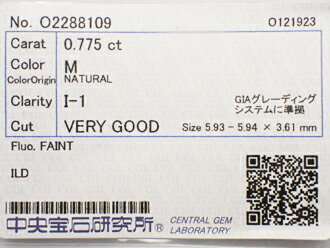 No. O2288109 O121923
Carat 0.775 ct
Color M
ColorOrigin NATURAL
Clarity I-1
GIAグレーディング
システムに準拠
Cut VERY GOOD Size 5.93 - 5.94 × 3.61 mm
Fluo. FAINT
ILD
中央宝石研究所® CENTRAL GEM
LABORATORY